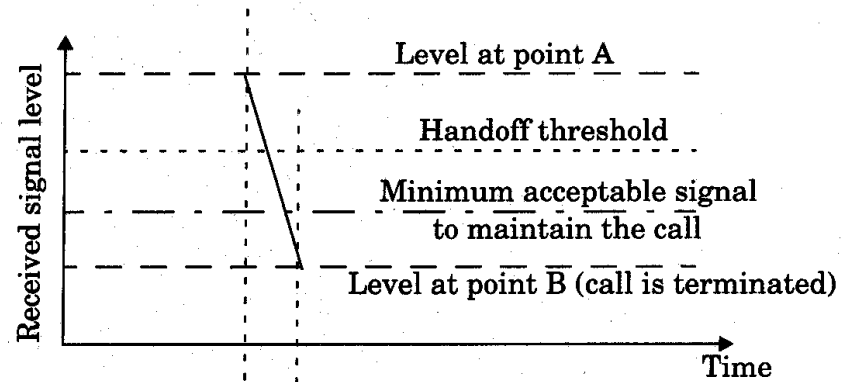 Received signal level
Level at point A
Handoff threshold
Minimum acceptable signal
to maintain the call
Level at point B (call is terminated)
Time